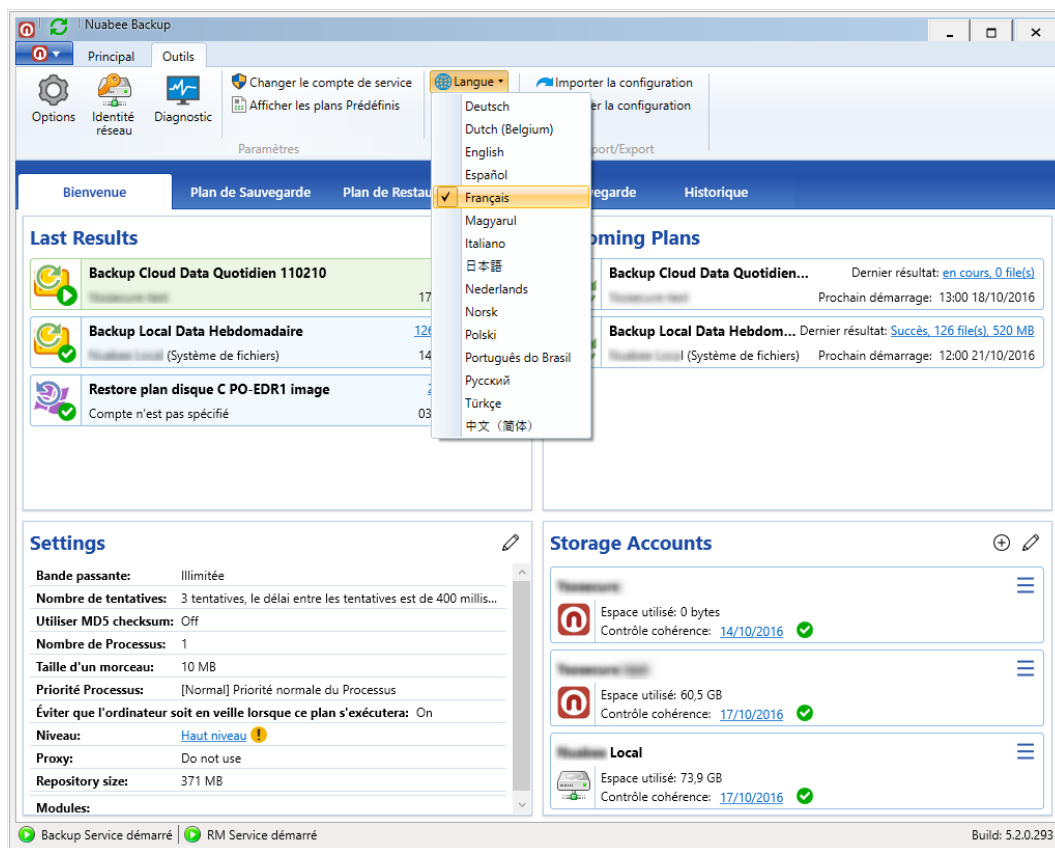 Nuabee Backup
Principal
Outils
Options
Identité
réseau
Diagnostic
Changer le compte de service
Afficher les plans Prédéfinis
Paramètres
Langue
Importer la configuration
er la configuration
port/Export
Deutsch
Dutch (Belgium)
English
Español
Français
Magyarul
Italiano
日本語
Nederlands
Norsk
Polski
Português do Brasil
Русский
Türkçe
中文（简体）
Bienvenue
Plan de Sauvegarde
Plan de Restau
egarde
Historique
Last Results
Backup Cloud Data Quotidien 110210
17
Backup Local Data Hebdomadaire
126
(Système de fichiers)
14
Restore plan disque C PO-EDR1 image
2
Compte n'est pas spécifié
03
oming Plans
Backup Cloud Data Quotidien...
Dernier résultat: en cours, 0 file(s)
Prochain démarrage: 13:00 18/10/2016
Backup Local Data Hebdom...
Dernier résultat: Succès, 126 file(s), 520 MB
l (Système de fichiers)
Prochain démarrage: 12:00 21/10/2016
Settings
Bande passante: Illimitée
Nombre de tentatives: 3 tentatives, le délai entre les tentatives est de 400 millis...
Utiliser MD5 checksum: Off
Nombre de Processus: 1
Taille d'un morceau: 10 MB
Priorité Processus: [Normal] Priorité normale du Processus
Éviter que l'ordinateur soit en veille lorsque ce plan s'exécutera: On
Niveau: Haut niveau
Proxy: Do not use
Repository size: 371 MB
Modules:
Storage Accounts
Espace utilisé: 0 bytes
Contrôle cohérence: 14/10/2016
Espace utilisé: 60,5 GB
Contrôle cohérence: 17/10/2016
Local
Espace utilisé: 73,9 GB
Contrôle cohérence: 17/10/2016
Backup Service démarré
RM Service démarré
Build: 5.2.0.293